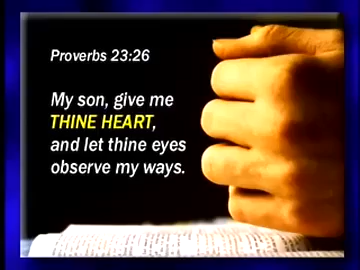 Proverbs 23:26
My son, give me
THINE HEART,
and let thine eyes
observe my ways.